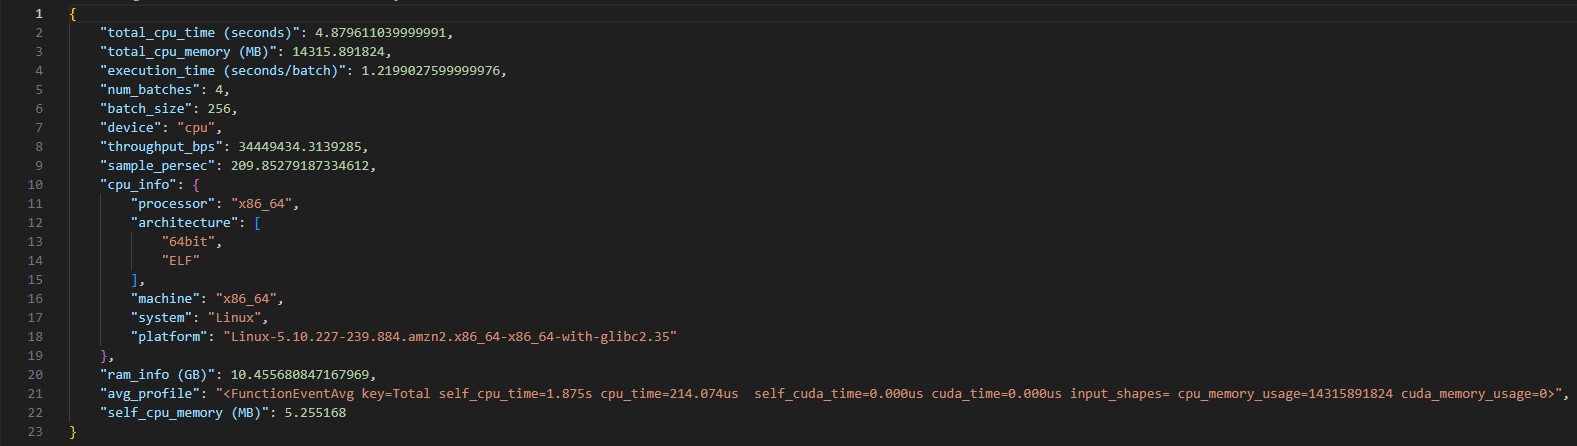 1 {
2 "total_cpu_time (seconds)": 4.879611039999991,
3 "total_cpu_memory (MB)": 14315.891824,
4 "execution_time (seconds/batch)": 1.2199027599999976,
5 "num_batches": 4,
6 "batch_size": 256,
7 "device": "cpu",
8 "throughput_bps": 34449434.3139285,
9 "sample_persec": 209.85279187334612,
10 "cpu_info": {
11 "processor": "x86_64",
12 "architecture": [
13 "64bit",
14 "ELF"
15 ],
16 "machine": "x86_64",
17 "system": "Linux",
18 "platform": "Linux-5.10.227-239.884.amzn2.x86_64-x86_64-with-glibc2.35"
19 },
20 "ram_info (GB)": 10.455680847167969,
21 "avg_profile": "<FunctionEventAvg key=Total self_cpu_time=1.875s cpu_time=214.074us  self_cuda_time=0.000us cuda_time=0.000us input_shapes= cpu_memory_usage=14315891824 cuda_memory_usage=0>",
22 "self_cpu_memory (MB)": 5.255168
23 }